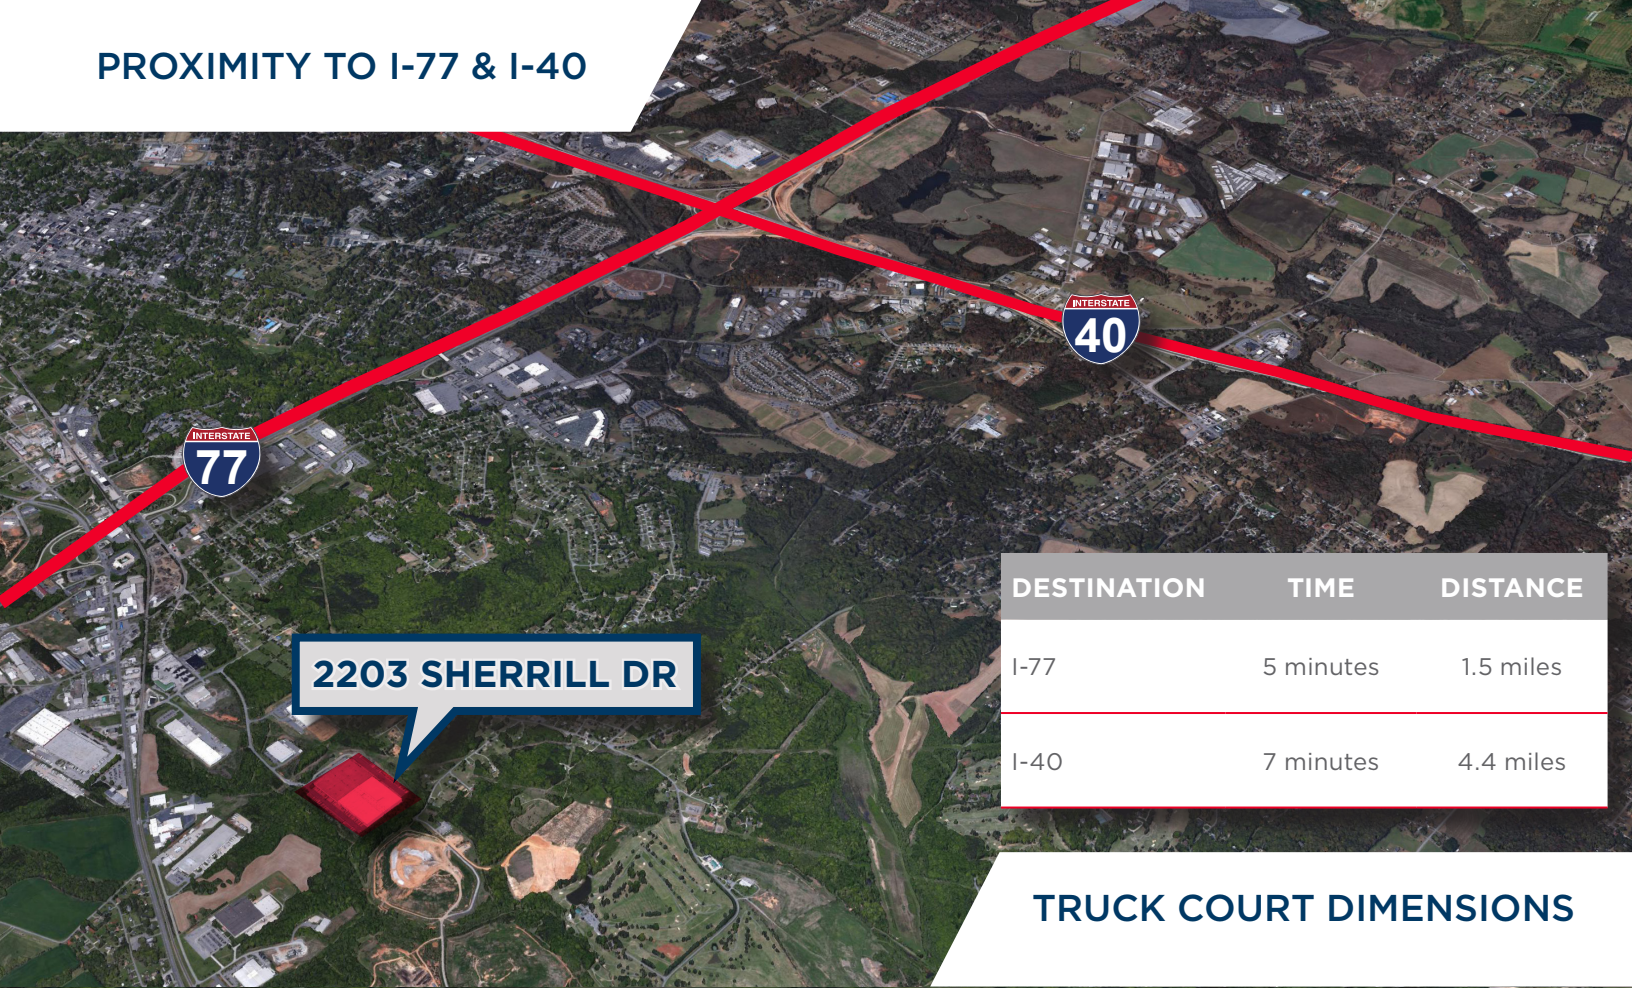 PROXIMITY TO I-77 & I-40
INTERSTATE
40
INTERSTATE
77
2203 SHERRILL DR
DESTINATION TIME DISTANCE
I-77 5 minutes 1.5 miles
I-40 7 minutes 4.4 miles
TRUCK COURT DIMENSIONS